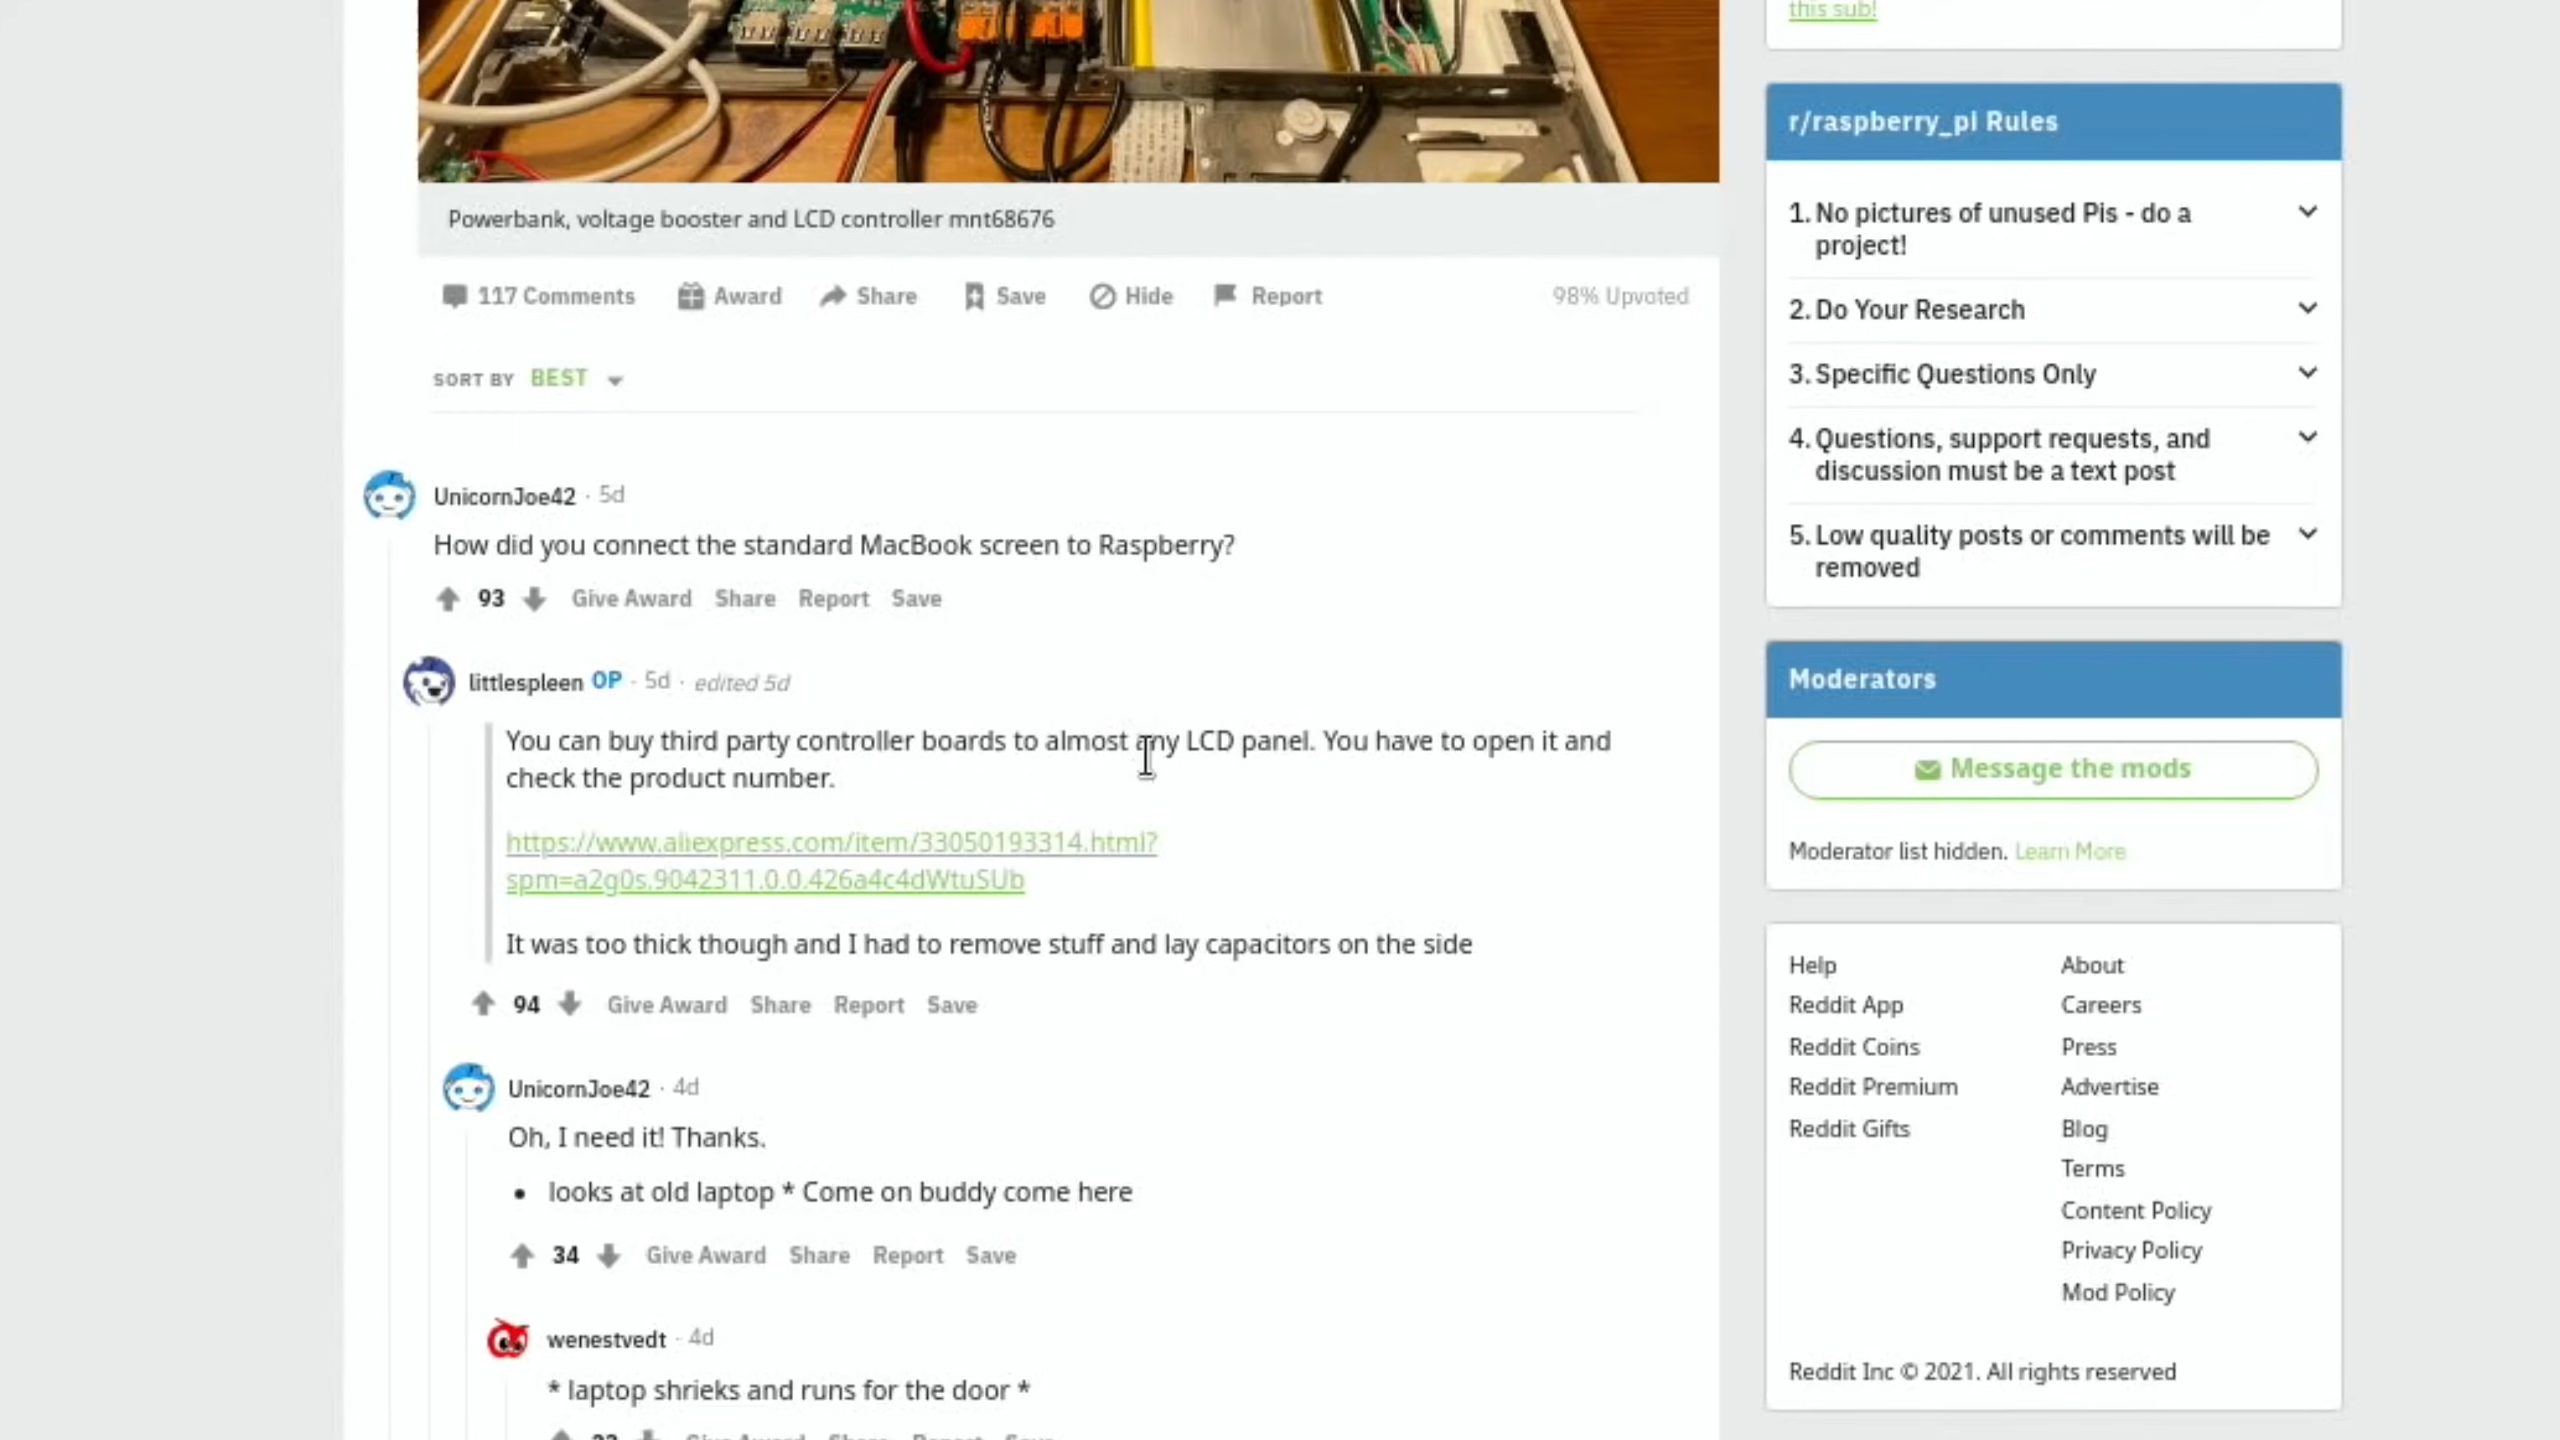 this sub!
Powerbank, voltage booster and LCD controller mnt68676
117 Comments Award Share Save Hide Report 98% Upvoted
SORT BY BEST
UnicornJoe42 · 5d
How did you connect the standard MacBook screen to Raspberry?
93 Give Award Share Report Save
littlespleen OP · 5d · edited 5d
You can buy third party controller boards to almost any LCD panel. You have to open it and
check the product number.
https://www.aliexpress.com/item/33050193314.html?
spm=a2g0s.9042311.0.0.426a4c4dWtuSUb
It was too thick though and I had to remove stuff and lay capacitors on the side
94 Give Award Share Report Save
UnicornJoe42 · 4d
Oh, I need it! Thanks.
• looks at old laptop * Come on buddy come here
34 Give Award Share Report Save
wenestvedt · 4d
* laptop shrieks and runs for the door *
Give Award Share Report Save
r/raspberry_pi Rules
1. No pictures of unused Pis - do a
project!
2. Do Your Research
3. Specific Questions Only
4. Questions, support requests, and
discussion must be a text post
5. Low quality posts or comments will be
removed
Moderators
Message the mods
Moderator list hidden. Learn More
Help
Reddit App
Reddit Coins
Reddit Premium
Reddit Gifts
About
Careers
Press
Advertise
Blog
Terms
Content Policy
Privacy Policy
Mod Policy
Reddit Inc © 2021. All rights reserved